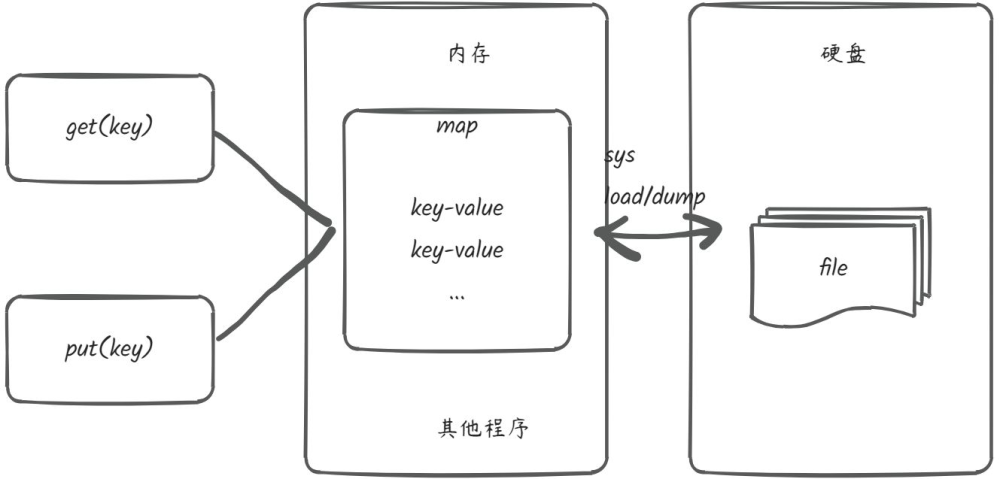 get(key)
put(key)
内存
map
key-value
key-value
...
其他程序
sys
load/dump
硬盘
file